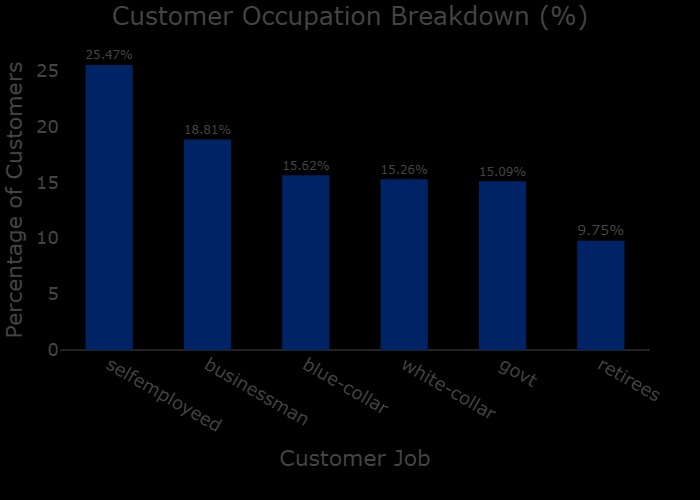 Customer Occupation Breakdown (%)
Percentage of Customers
25
20
15
10
5
0
25.47%
18.81%
15.62%
15.26%
15.09%
9.75%
selfemployeed
businessman
blue-collar
white-collar
govt
retirees
Customer Job